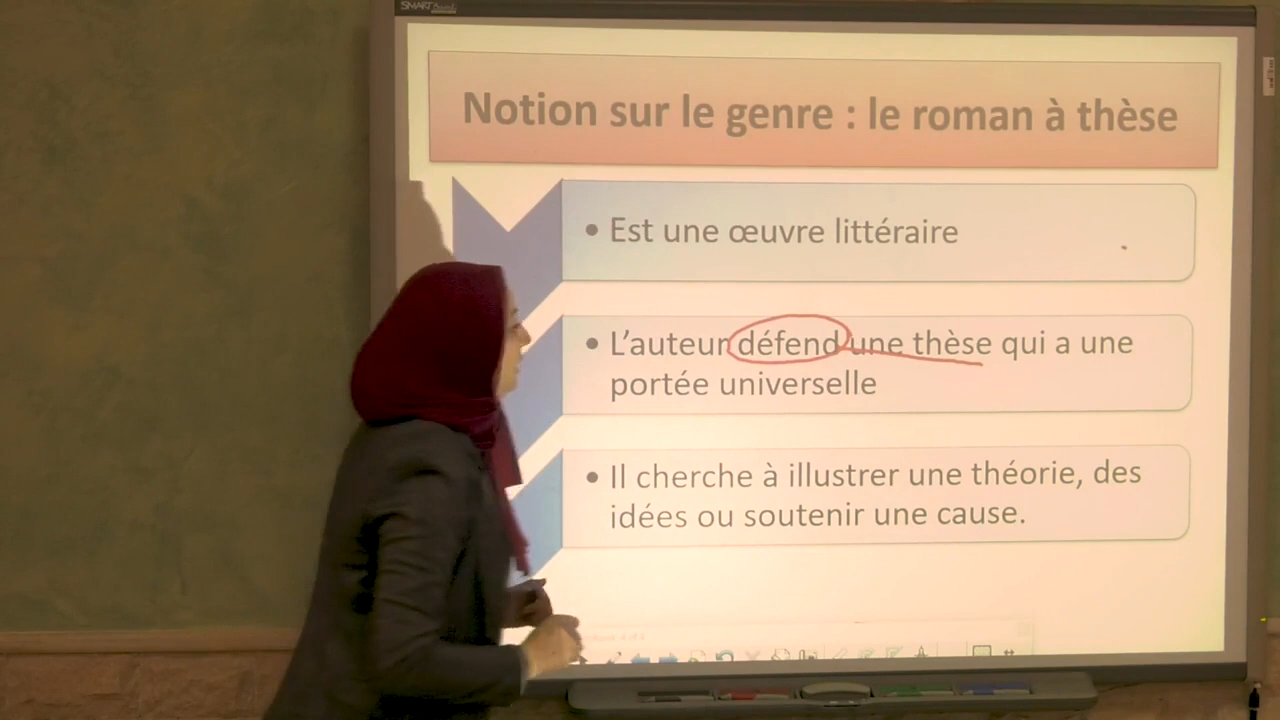 SMART
Notion sur le genre : le roman à thèse
• Est une œuvre littéraire
• L’auteur défend une thèse qui a une
portée universelle
• Il cherche à illustrer une théorie, des
idées ou soutenir une cause.